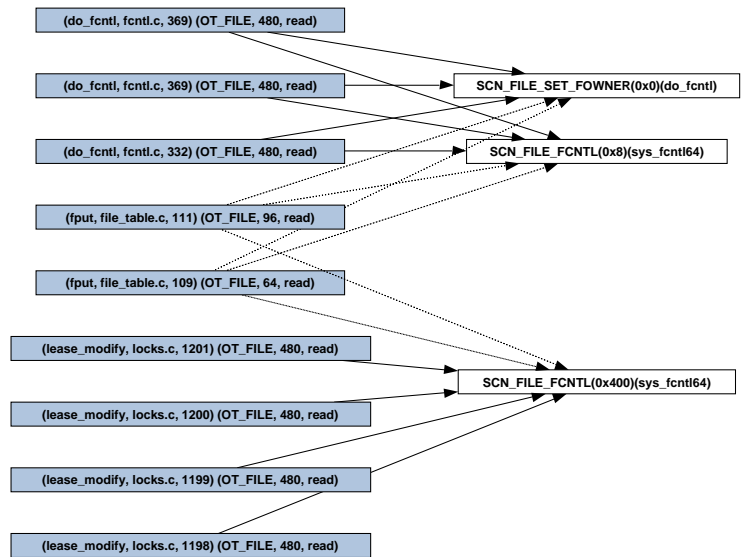 (do_fcntl, fcntl.c, 369) (OT_FILE, 480, read)
(do_fcntl, fcntl.c, 369) (OT_FILE, 480, read)
SCN_FILE_SET_FOWNER(0x0)(do_fcntl)
(do_fcntl, fcntl.c, 332) (OT_FILE, 480, read)
SCN_FILE_FCNTL(0x8)(sys_fcntl64)
(fput, file_table.c, 111) (OT_FILE, 96, read)
(fput, file_table.c, 109) (OT_FILE, 64, read)
(lease_modify, locks.c, 1201) (OT_FILE, 480, read)
SCN_FILE_FCNTL(0x400)(sys_fcntl64)
(lease_modify, locks.c, 1200) (OT_FILE, 480, read)
(lease_modify, locks.c, 1199) (OT_FILE, 480, read)
(lease_modify, locks.c, 1198) (OT_FILE, 480, read)